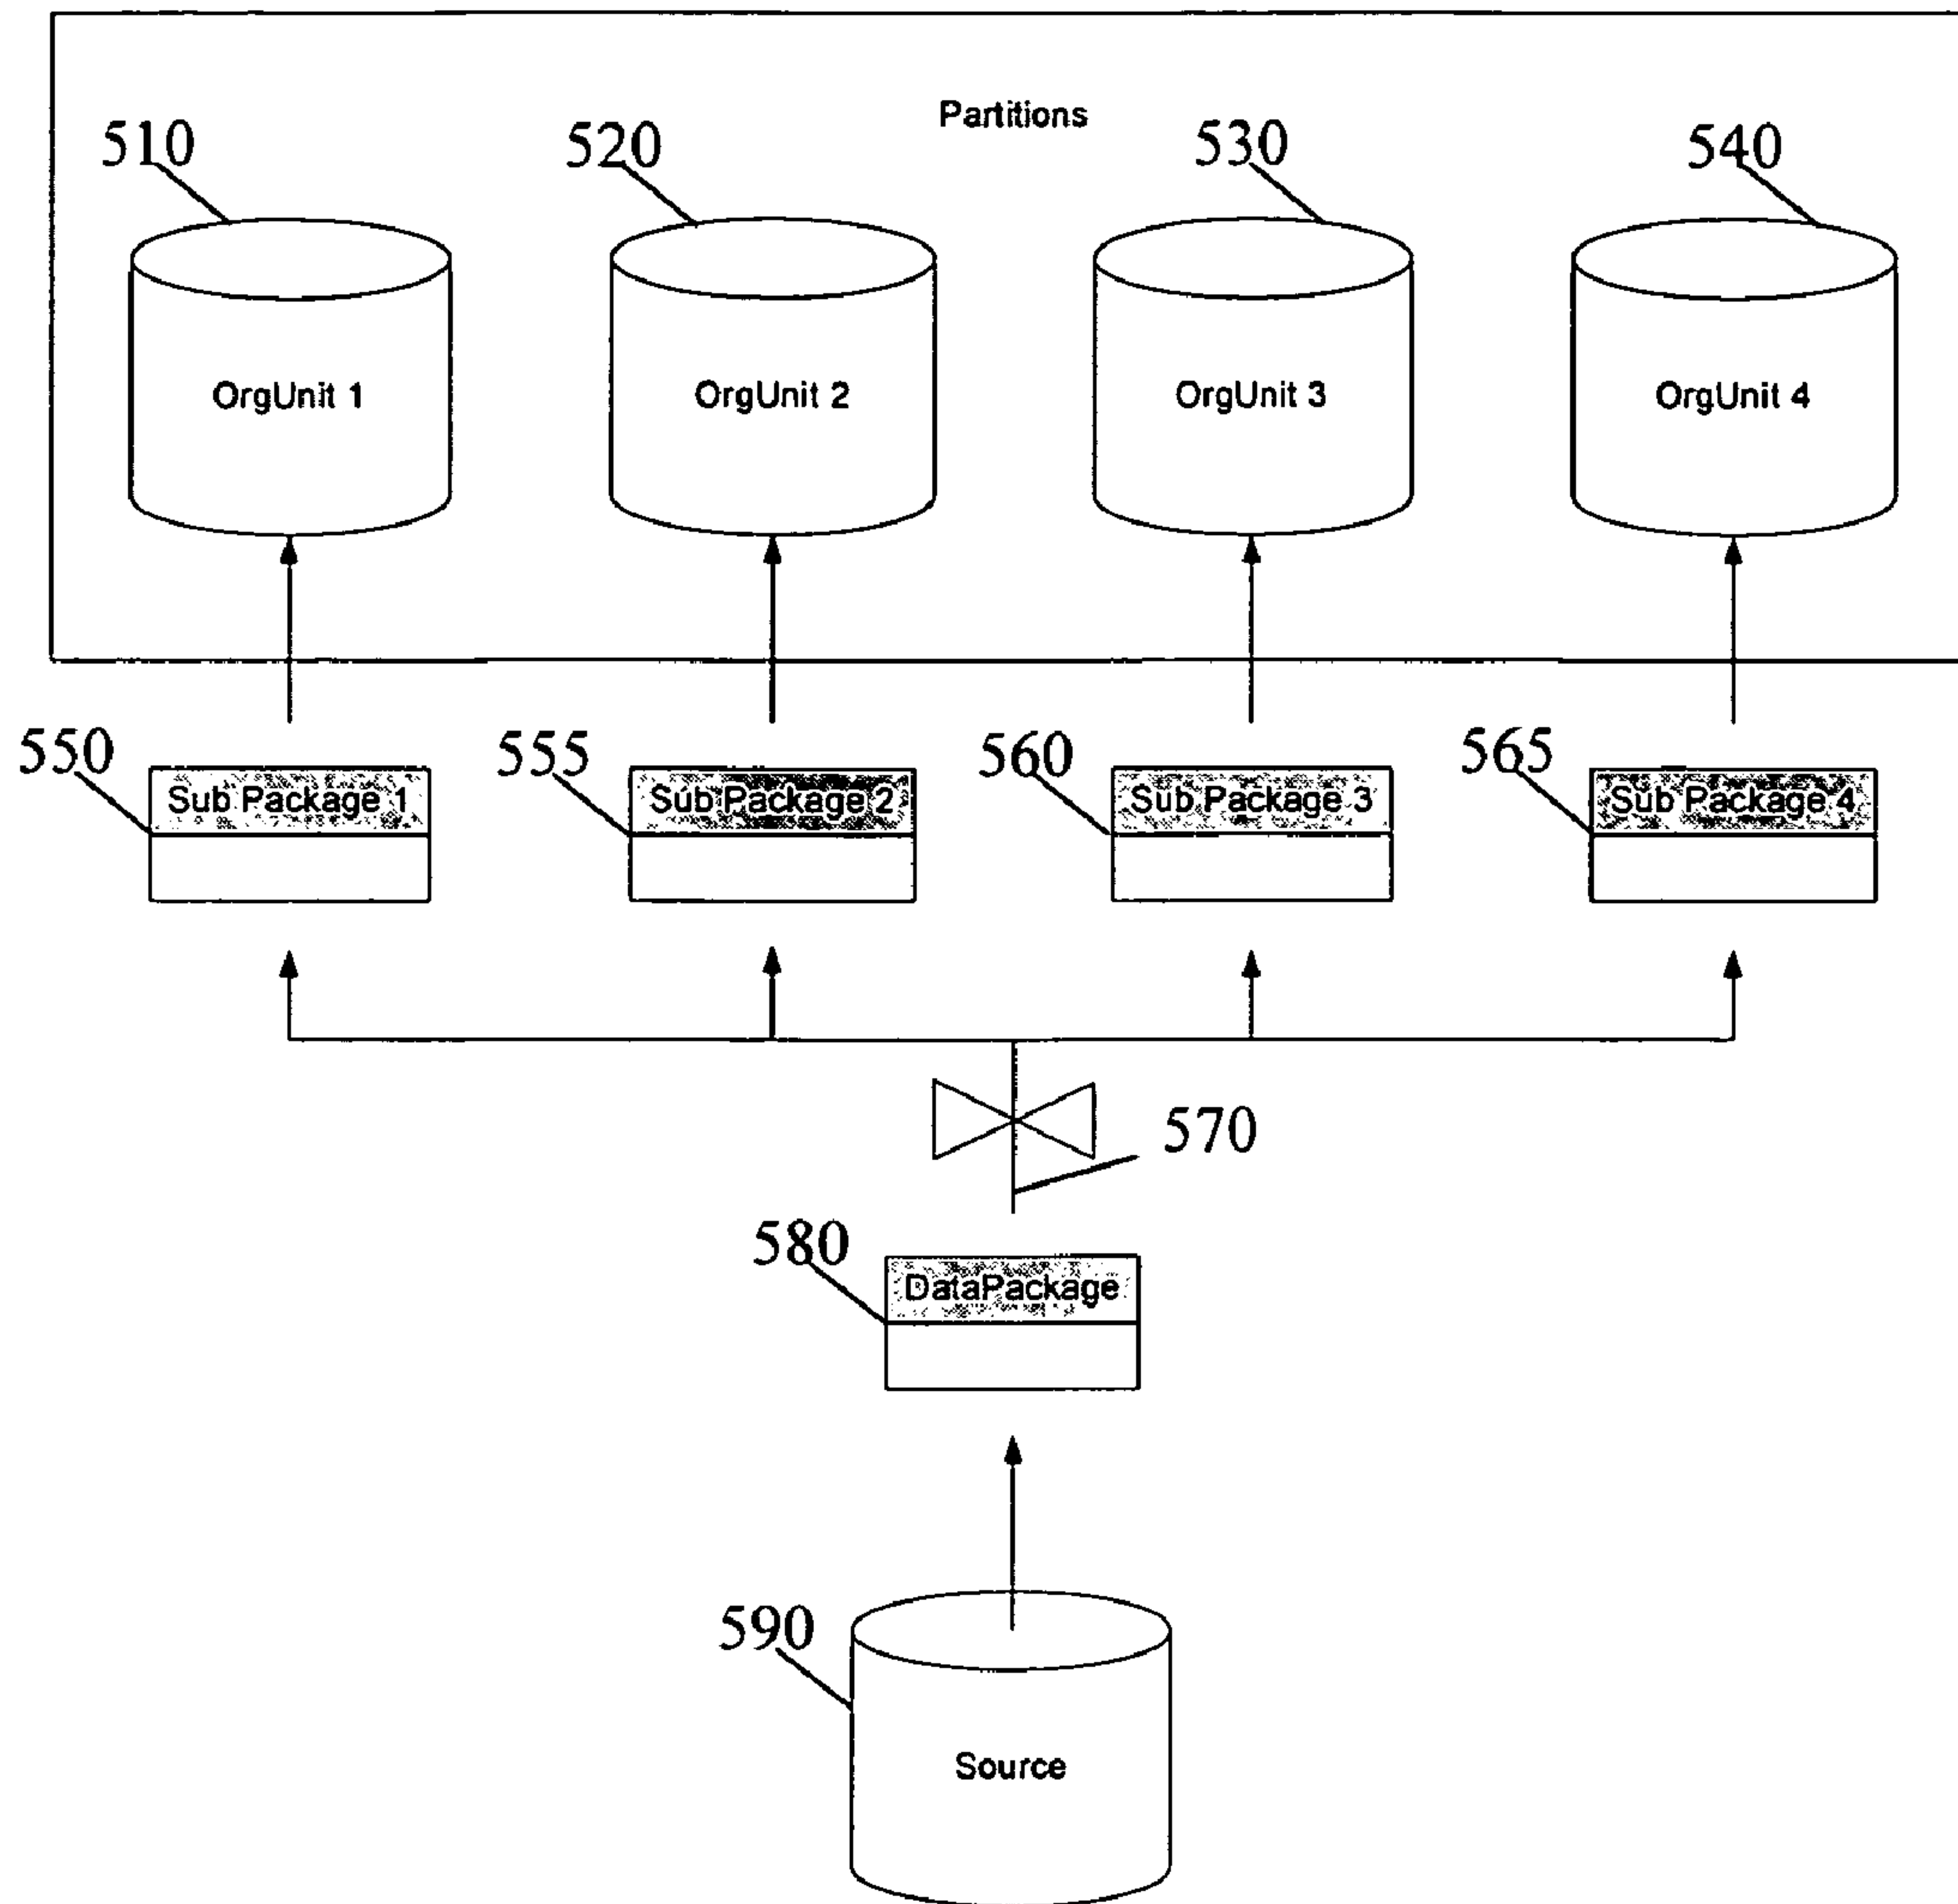 Partitions
510
520
530
540
OrgUnit 1
OrgUnit 2
OrgUnit 3
OrgUnit 4
550
555
560
565
Sub Package 1
Sub Package 2
Sub Package 3
Sub Package 4
570
580
DataPackage
590
Source